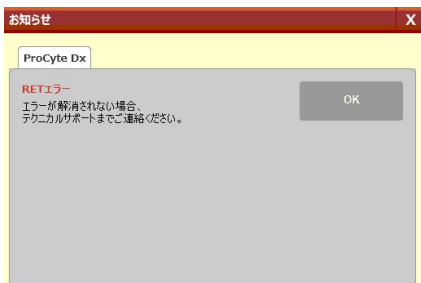 お知らせ
X
ProCyte Dx
RETエラー
OK
エラーが解消されない場合、
テクニカルサポートまでご連絡ください。